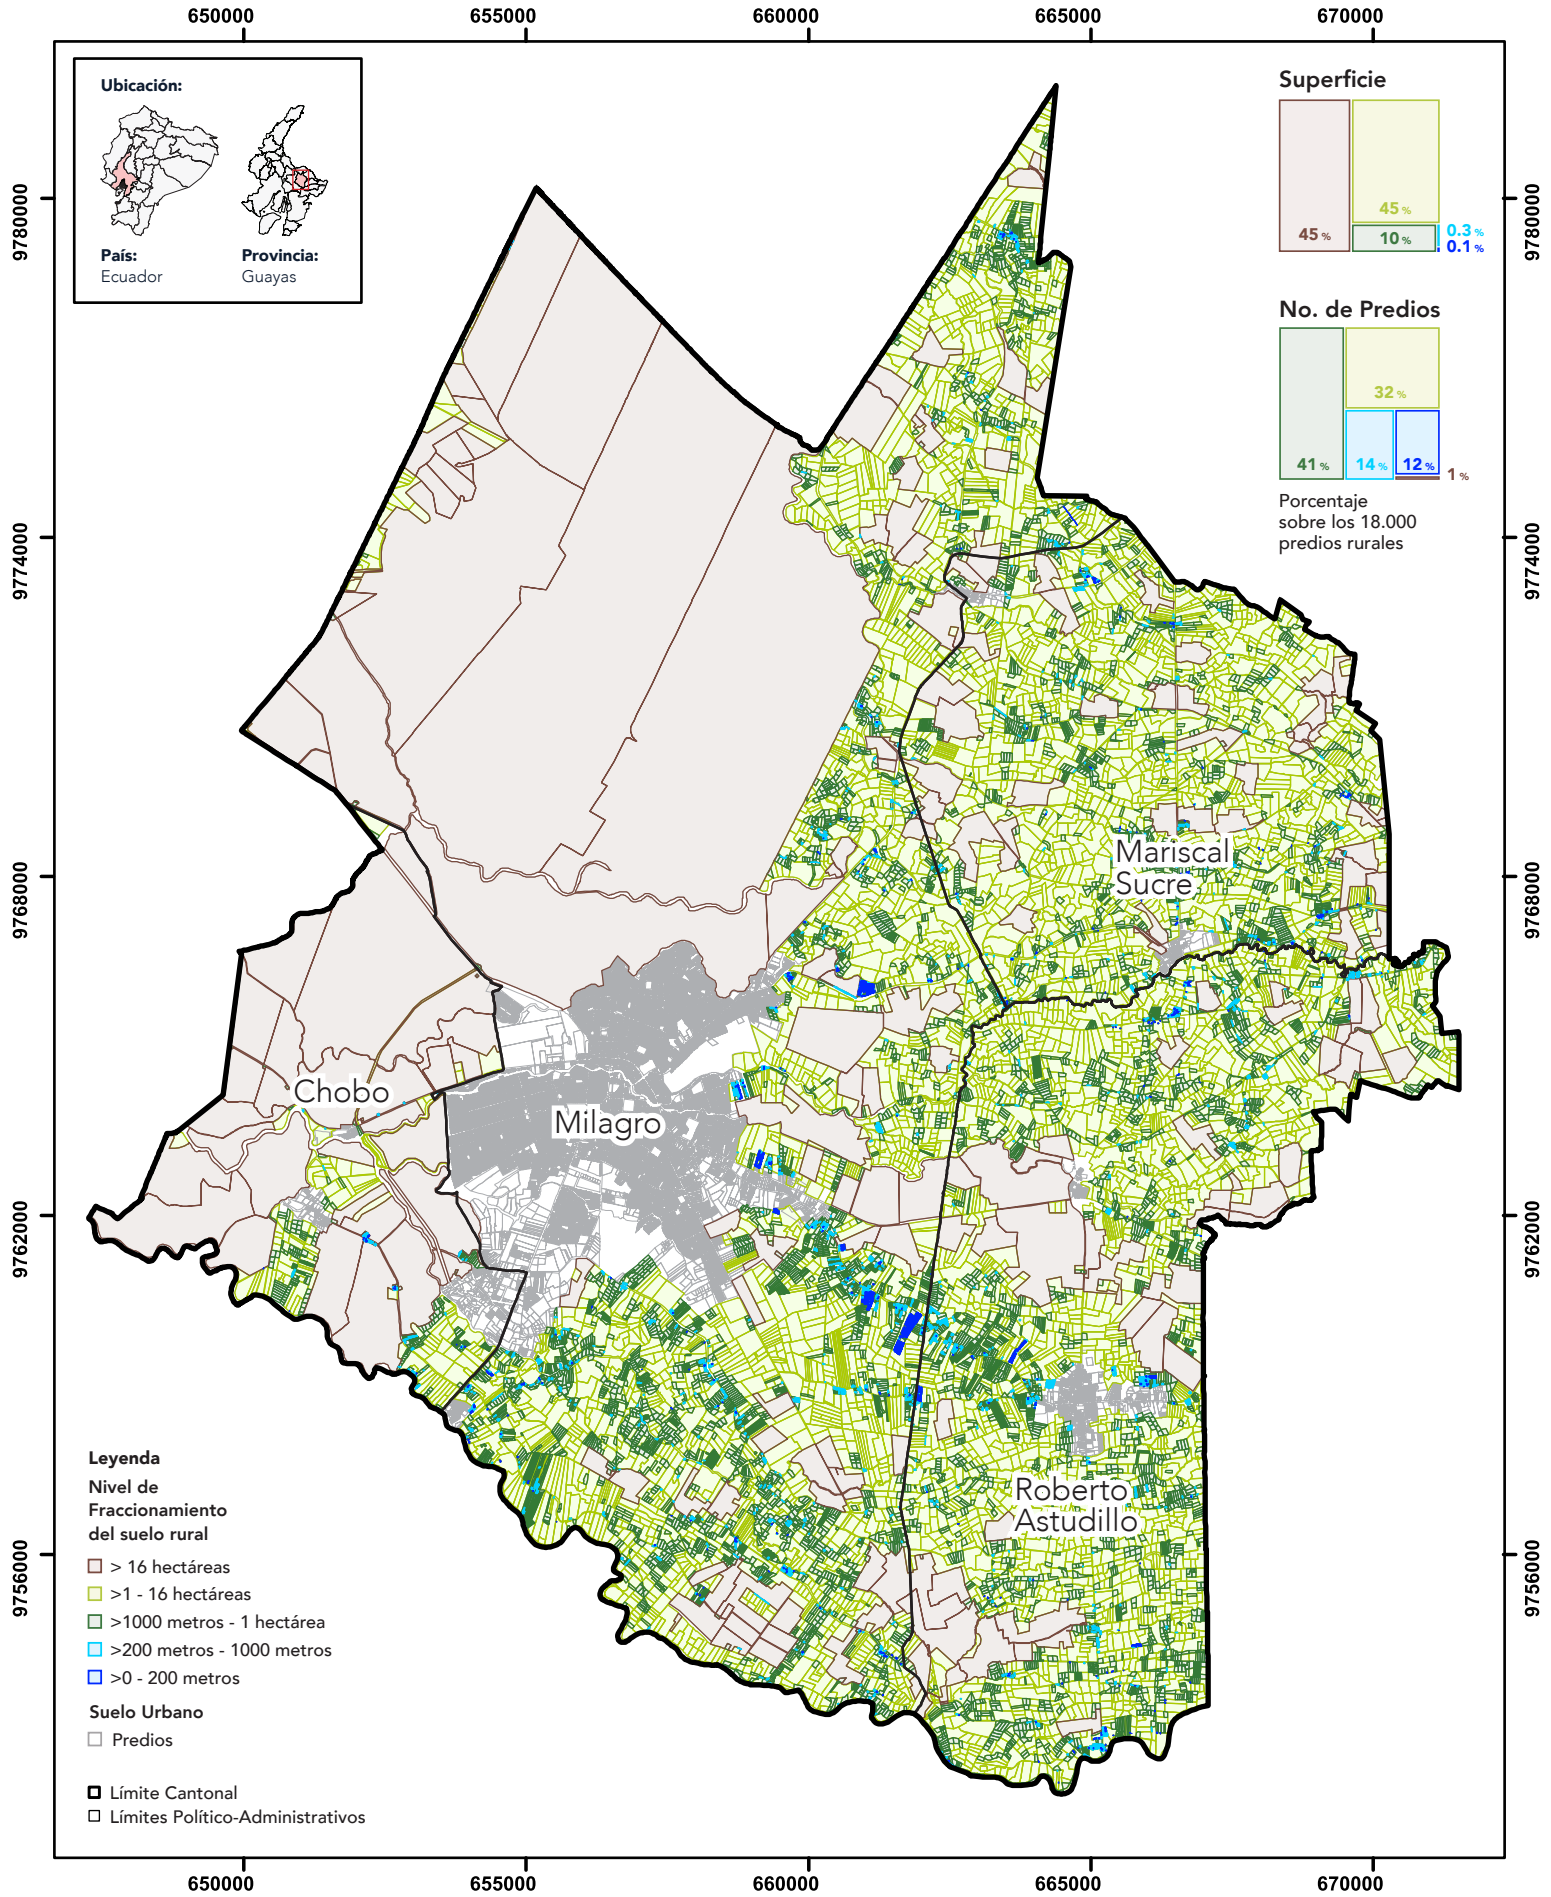 650000
655000
660000
665000
670000
Ubicación:
País:
Ecuador
Provincia:
Guayas
Superficie
45 %
45 %
10 %
0.3 %
0.1 %
No. de Predios
41 %
32 %
14 %
12 %
1 %
Porcentaje
sobre los 18.000
predios rurales
9780000
9780000
9774000
9774000
9768000
9768000
9762000
9762000
9756000
9756000
Mariscal
Sucre
Chobo
Milagro
Roberto
Astudillo
Leyenda
Nivel de
Fraccionamiento
del suelo rural
> 16 hectáreas
>1 - 16 hectáreas
>1000 metros - 1 hectárea
>200 metros - 1000 metros
>0 - 200 metros
Suelo Urbano
Predios
Límite Cantonal
Límites Político-Administrativos
650000
655000
660000
665000
670000